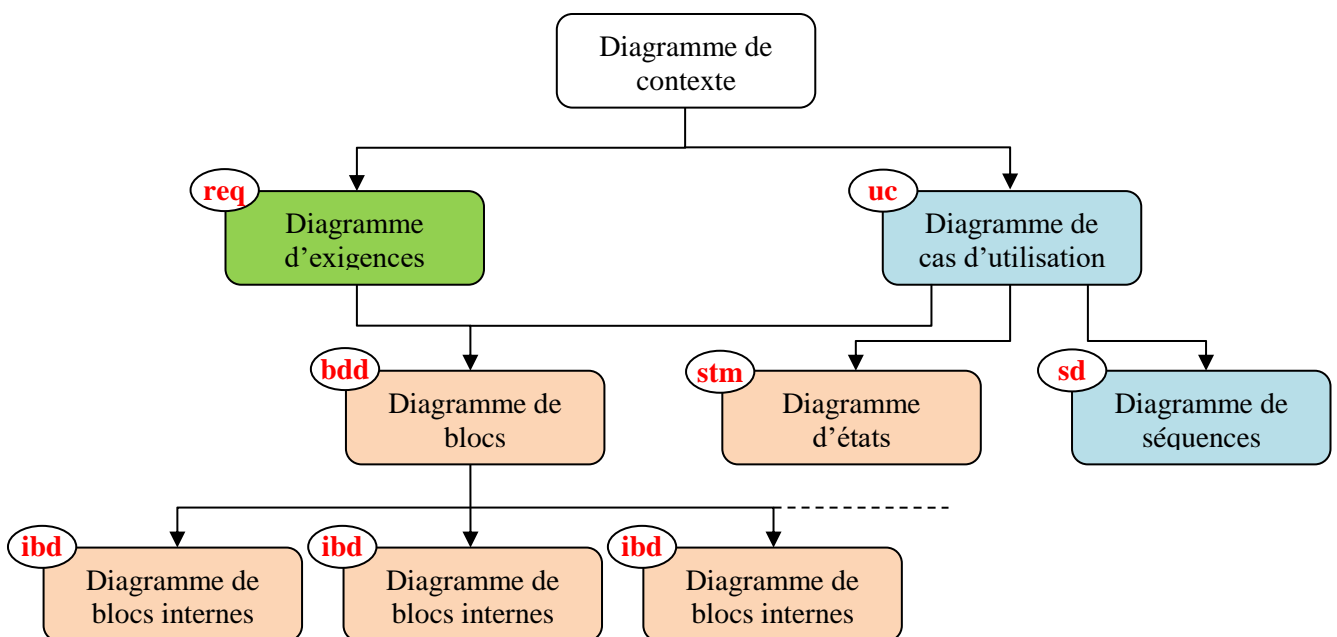 Diagramme de
contexte
req
Diagramme
d’exigences
uc
Diagramme de
cas d’utilisation
bdd
Diagramme de
blocs
stm
Diagramme
d’états
sd
Diagramme de
séquences
ibd
Diagramme de
blocs internes
ibd
Diagramme de
blocs internes
ibd
Diagramme de
blocs internes